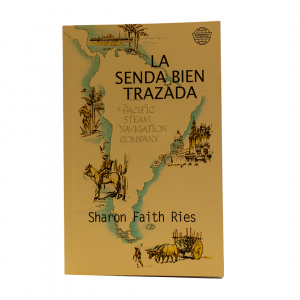 LA
SENDA BIEN
TRAZADA
PACIFIC
STEAM
NAVIGATION
COMPANY
Sharon Faith Ries